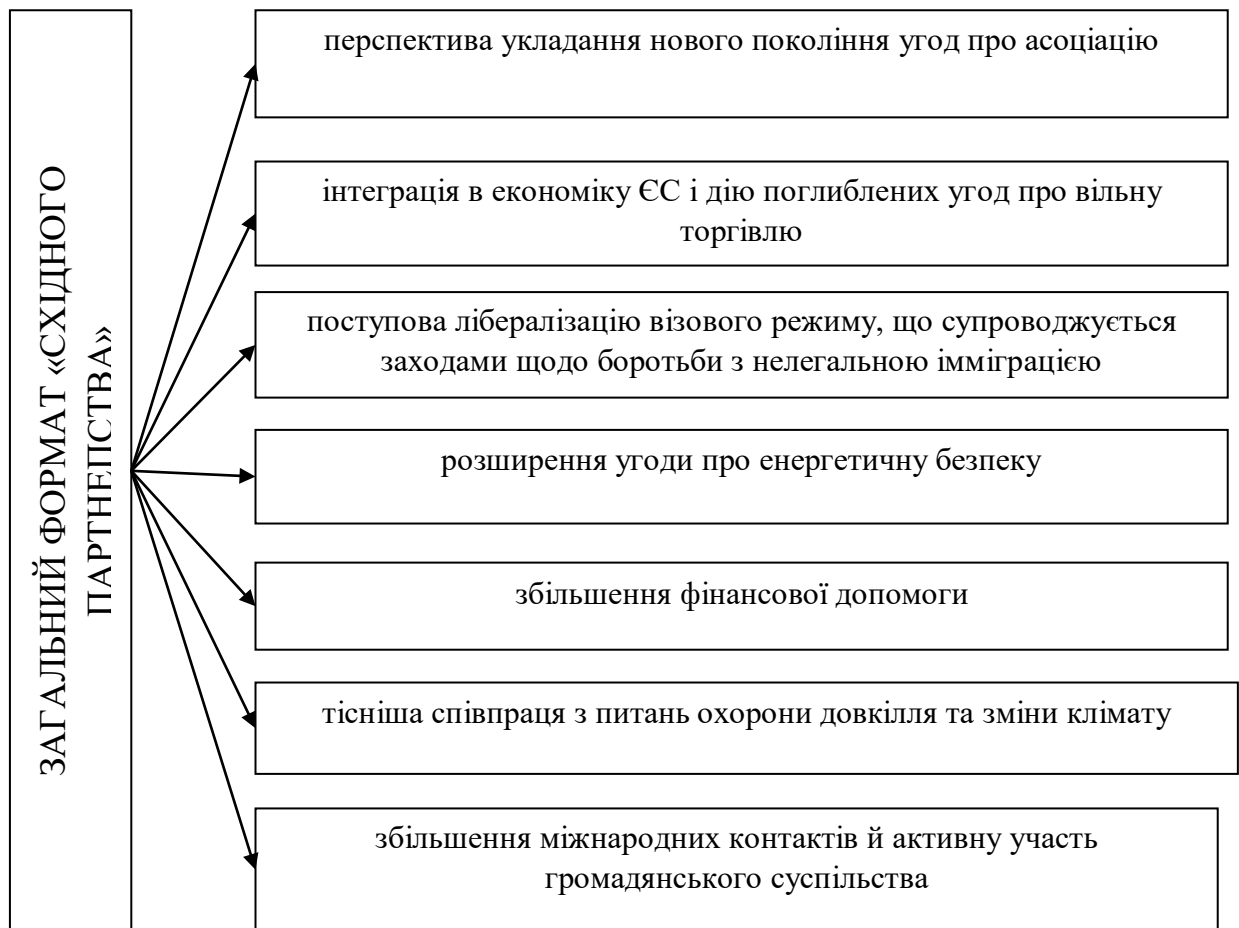 ЗАГАЛЬНИЙ ФОРМАТ «СХІДНОГО
ПАРТНЕПСТВА»
перспектива укладання нового покоління угод про асоціацію
інтеграція в економіку ЄС і дію поглиблених угод про вільну
торгівлю
поступова лібералізацію візового режиму, що супроводжується
заходами щодо боротьби з нелегальною імміграцією
розширення угоди про енергетичну безпеку
збільшення фінансової допомоги
тісніша співпраця з питань охорони довкілля та зміни клімату
збільшення міжнародних контактів й активну участь
громадянського суспільства